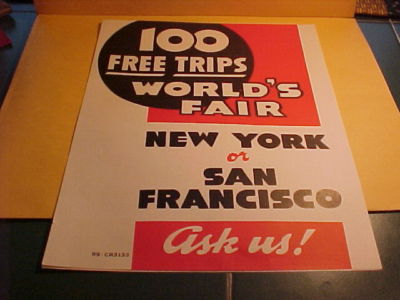 100
FREE TRIPS
WORLD'S
FAIR
NEW YORK
or
SAN
FRANCISCO
Ask us!